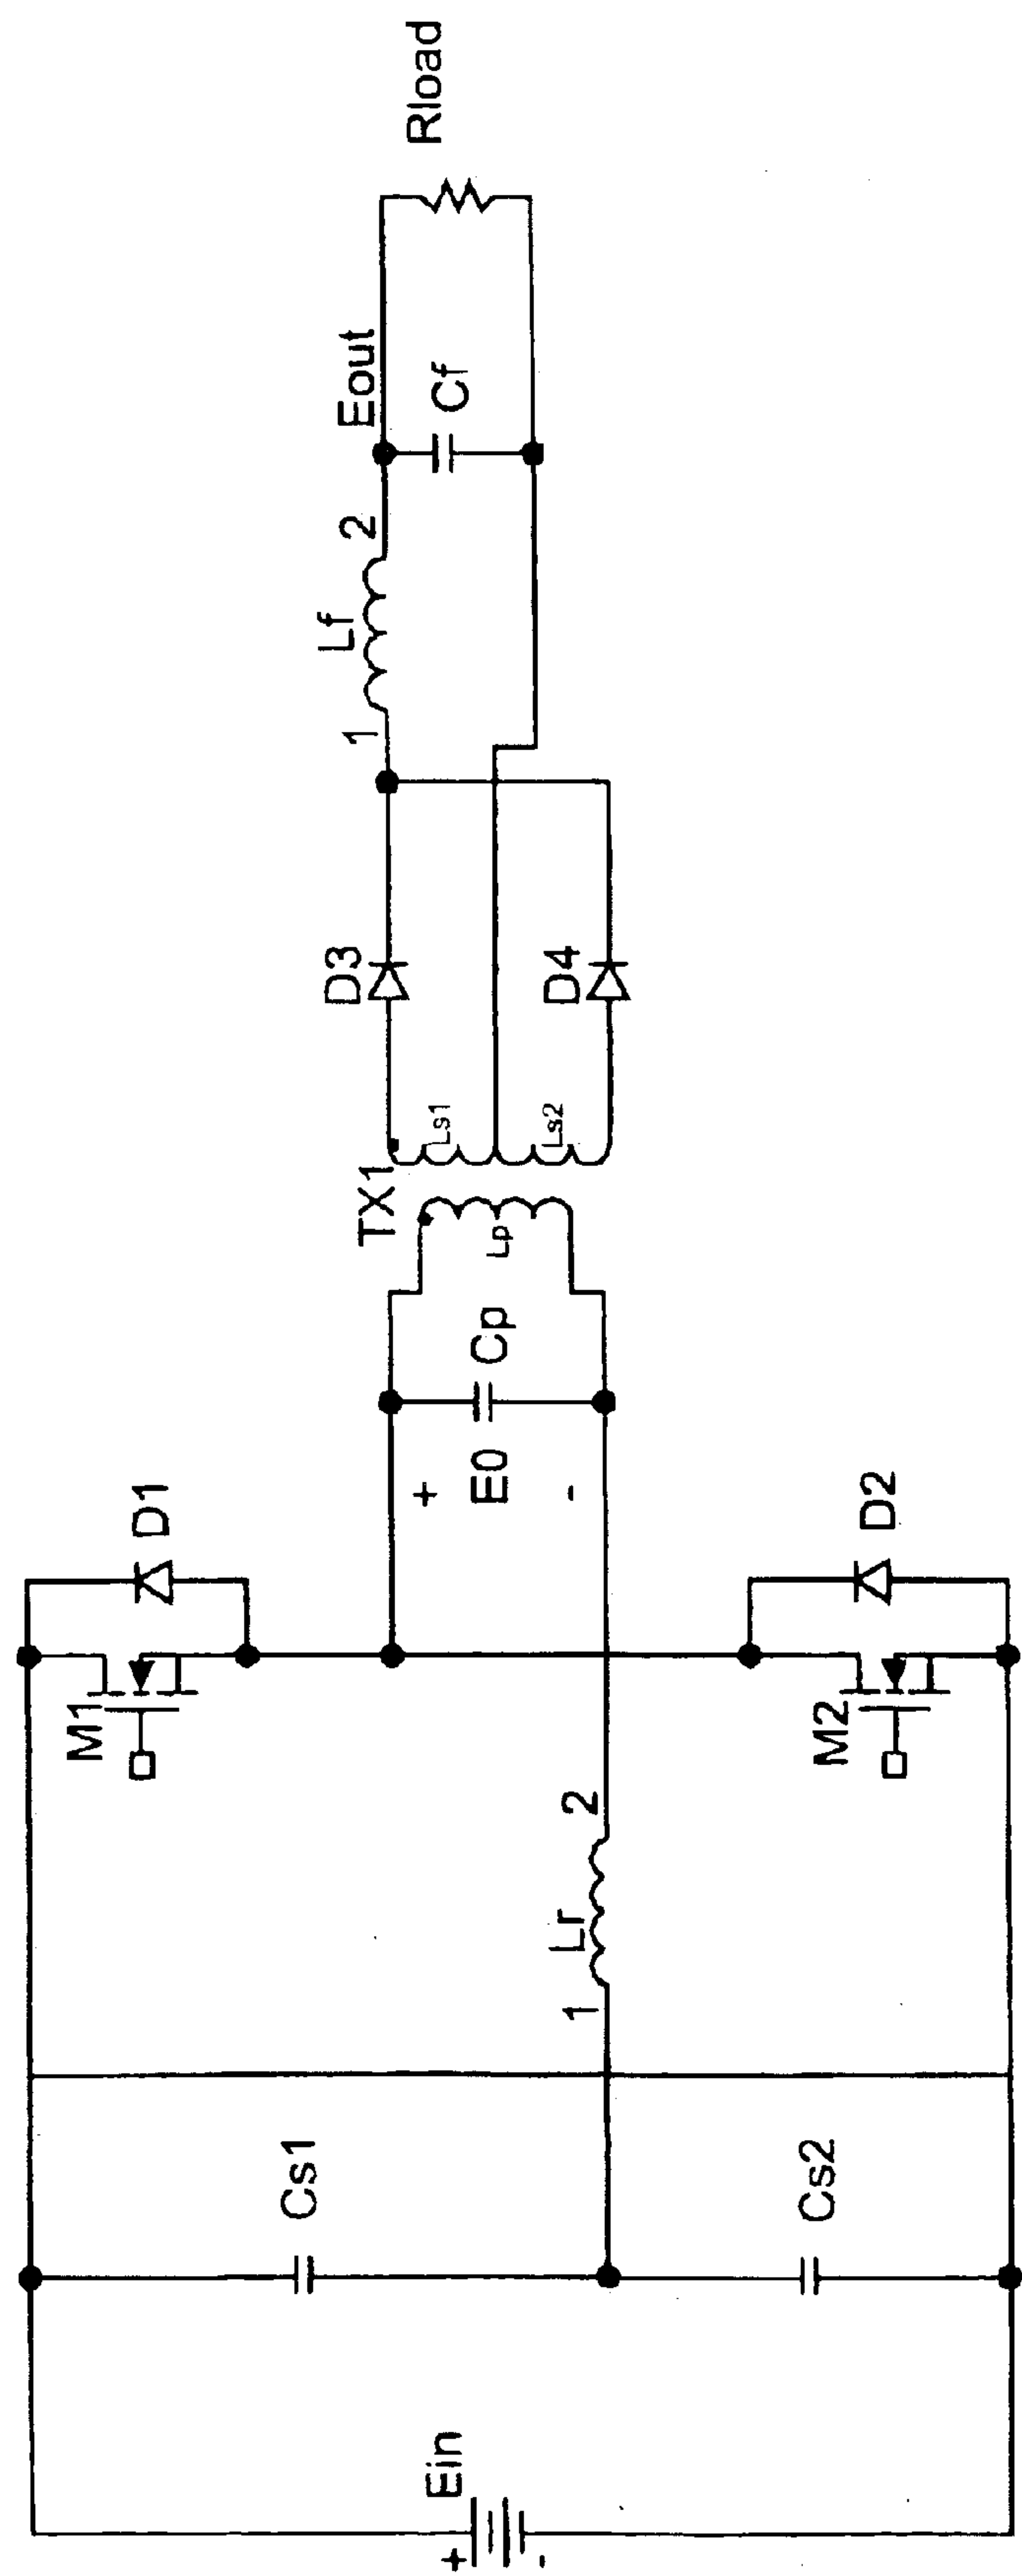 Ein
+
-
Cs1
Cs2
1
Lr
2
M1
D1
M2
D2
+
E0
-
Cp
TX1
Lp
Ls1
Ls2
D3
D4
1
Lf
2
Eout
Cf
Rload